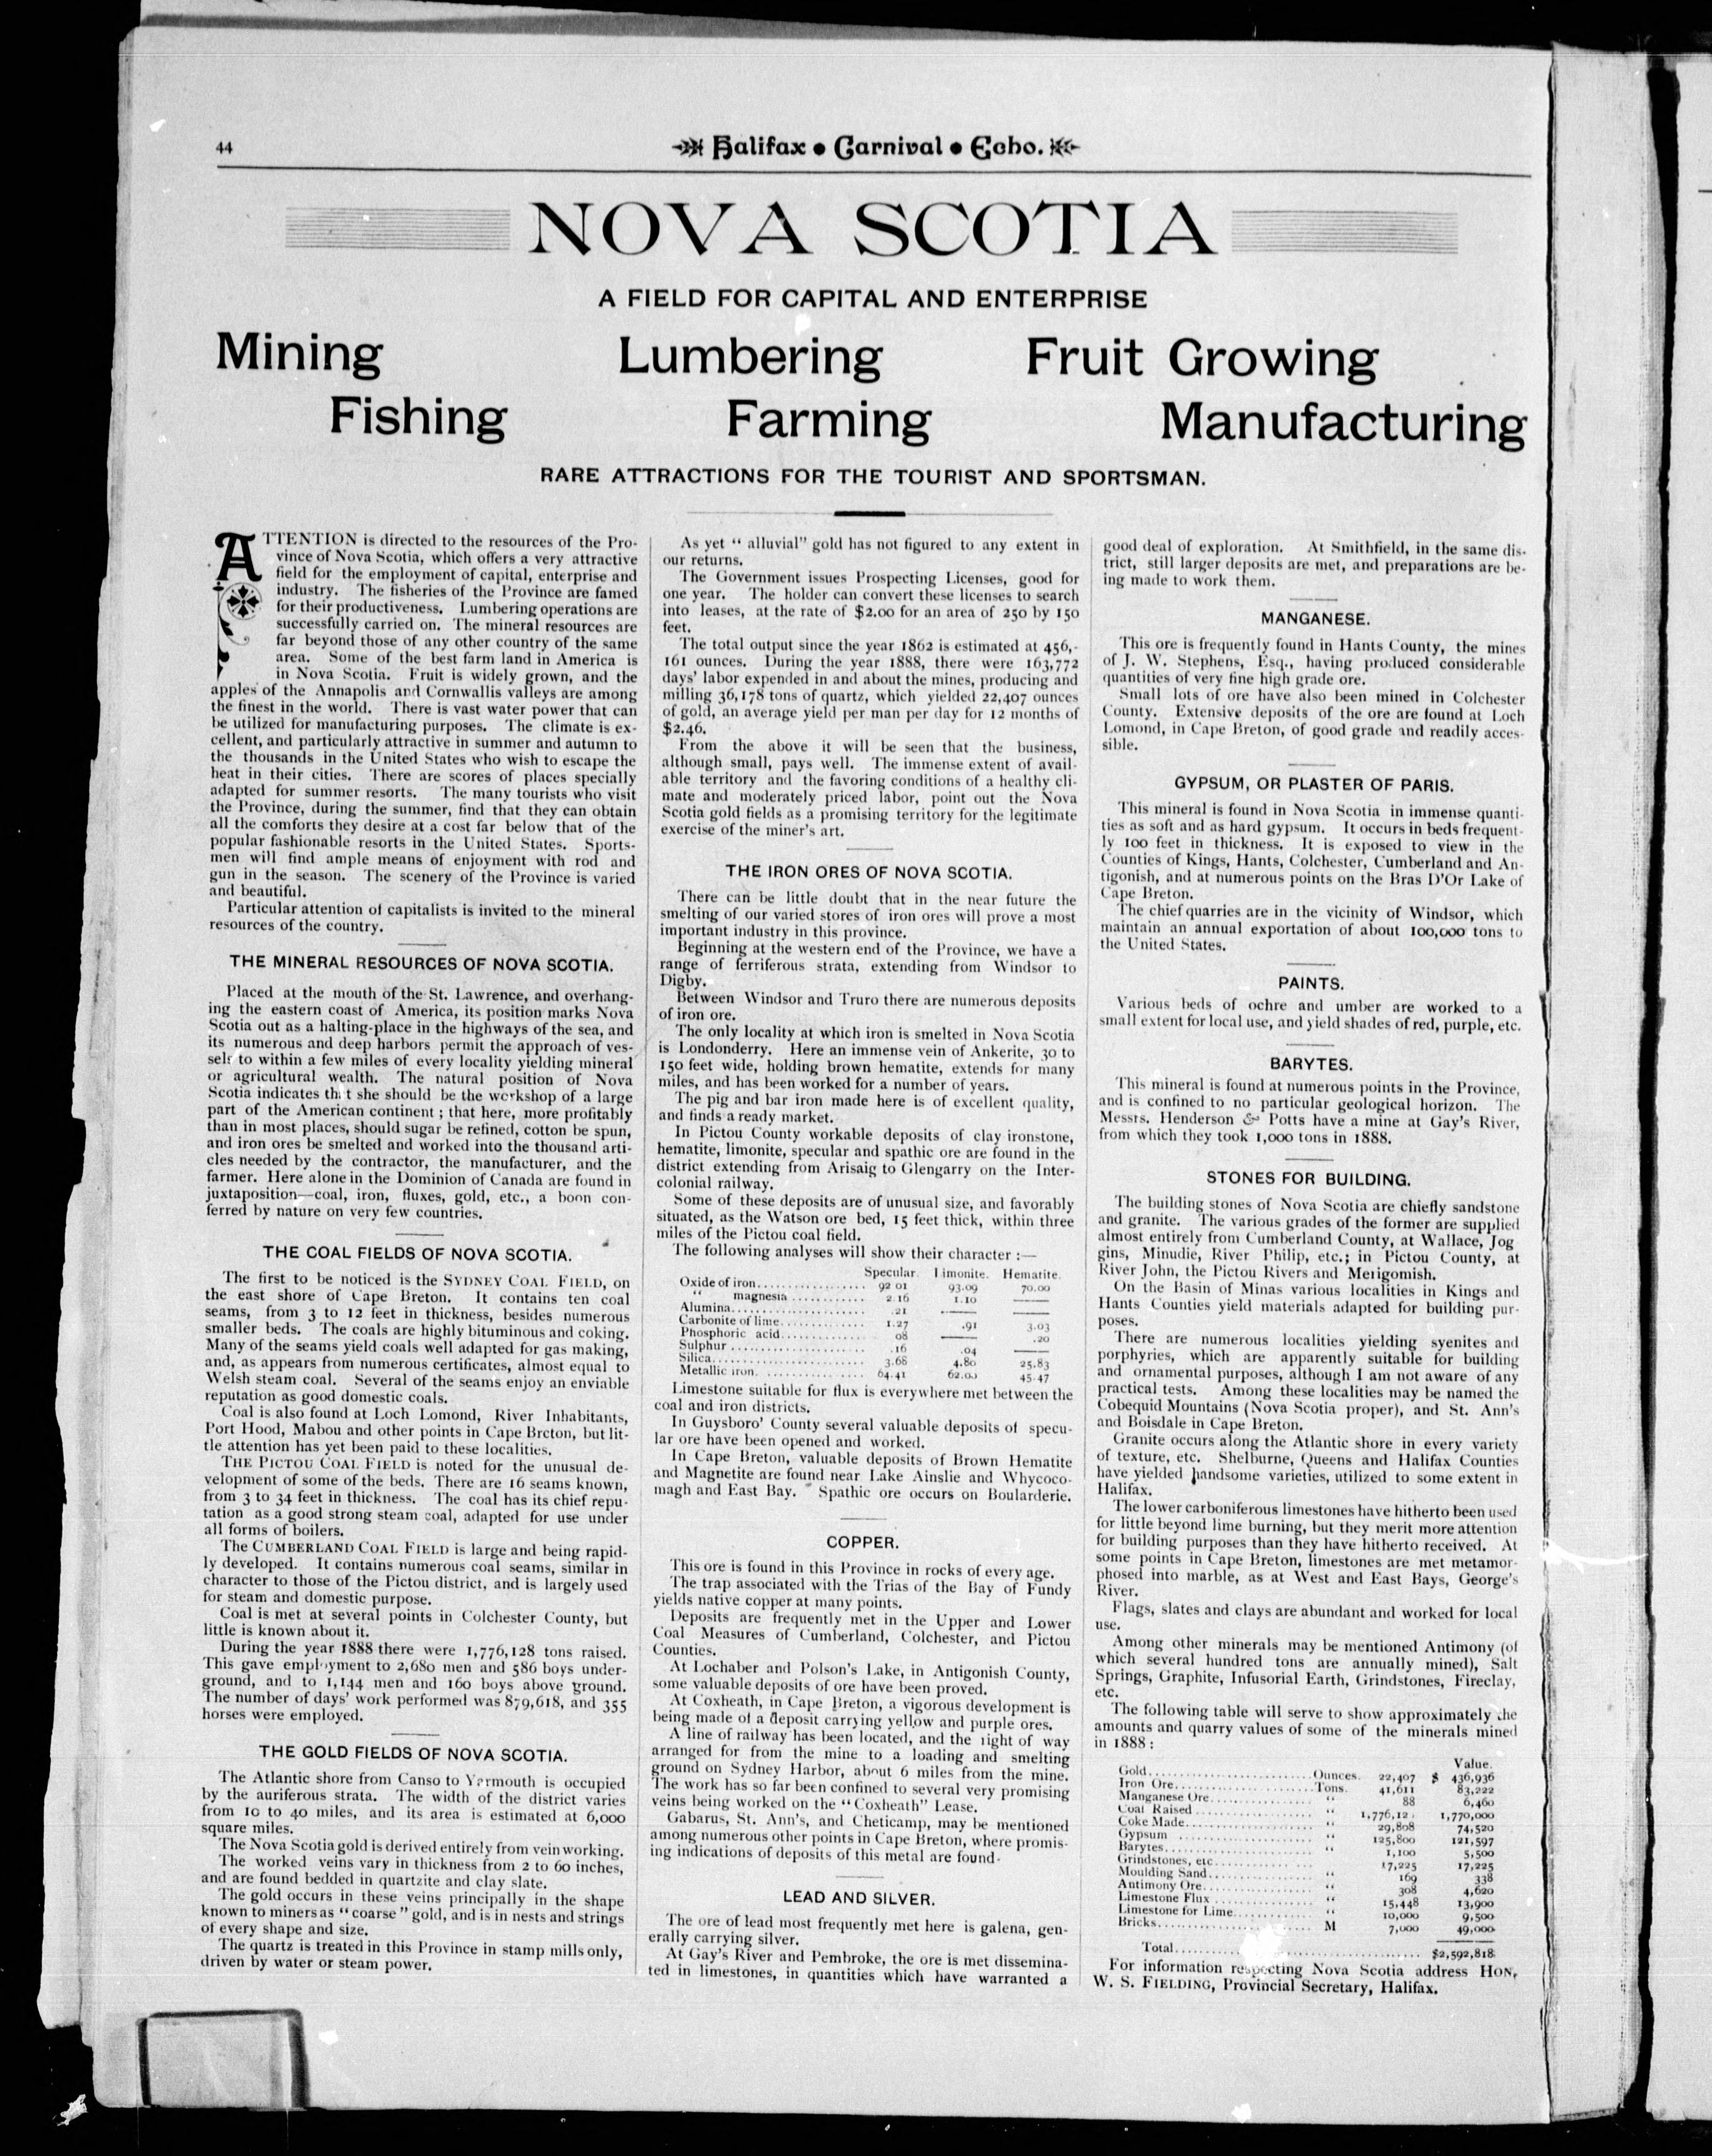 44
Halifax • Carnival • Echo.
NOVA SCOTIA
A FIELD FOR CAPITAL AND ENTERPRISE
Mining Lumbering Fruit Growing
Fishing Farming Manufacturing
RARE ATTRACTIONS FOR THE TOURIST AND SPORTSMAN.
ATTENTION is directed to the resources of the Pro-
vince of Nova Scotia, which offers a very attractive
field for the employment of capital, enterprise and
industry. The fisheries of the Province are famed
for their productiveness. Lumbering operations are
successfully carried on. The mineral resources are
far beyond those of any other country of the same
area. Some of the best farm land in America is
in Nova Scotia. Fruit is widely grown, and the
apples of the Annapolis and Cornwallis valleys are among
the finest in the world. There is vast water power that can
be utilized for manufacturing purposes. The climate is ex-
cellent, and particularly attractive in summer and autumn to
the thousands in the United States who wish to escape the
heat in their cities. There are scores of places specially
adapted for summer resorts. The many tourists who visit
the Province, during the summer, find that they can obtain
all the comforts they desire at a cost far below that of the
popular fashionable resorts in the United States. Sports-
men will find ample means of enjoyment with rod and
gun in the season. The scenery of the Province is varied
and beautiful.
Particular attention of capitalists is invited to the mineral
resources of the country.
THE MINERAL RESOURCES OF NOVA SCOTIA.
Placed at the mouth of the St. Lawrence, and overhang-
ing the eastern coast of America, its position marks Nova
Scotia out as a halting-place in the highways of the sea, and
its numerous and deep harbors permit the approach of ves-
sels to within a few miles of every locality yielding mineral
or agricultural wealth. The natural position of Nova
Scotia indicates that she should be the workshop of a large
part of the American continent ; that here, more profitably
than in most places, should sugar be refined, cotton be spun,
and iron ores be smelted and worked into the thousand arti-
cles needed by the contractor, the manufacturer, and the
farmer. Here alone in the Dominion of Canada are found in
juxtaposition—coal, iron, fluxes, gold, etc., a boon con-
ferred by nature on very few countries.
THE COAL FIELDS OF NOVA SCOTIA.
The first to be noticed is the SYDNEY COAL FIELD, on
the east shore of Cape Breton. It contains ten coal
seams, from 3 to 12 feet in thickness, besides numerous
smaller beds. The coals are highly bituminous and coking.
Many of the seams yield coals well adapted for gas making,
and, as appears from numerous certificates, almost equal to
Welsh steam coal. Several of the seams enjoy an enviable
reputation as good domestic coals.
Coal is also found at Loch Lomond, River Inhabitants,
Port Hood, Mabou and other points in Cape Breton, but lit-
tle attention has yet been paid to these localities.
THE PICTOU COAL FIELD is noted for the unusual de-
velopment of some of the beds. There are 16 seams known,
from 3 to 34 feet in thickness. The coal has its chief repu-
tation as a good strong steam coal, adapted for use under
all forms of boilers.
The CUMBERLAND COAL FIELD is large and being rapid-
ly developed. It contains numerous coal seams, similar in
character to those of the Pictou district, and is largely used
for steam and domestic purpose.
Coal is met at several points in Colchester County, but
little is known about it.
During the year 1888 there were 1,776,128 tons raised.
This gave employment to 2,680 men and 586 boys under-
ground, and to 1,144 men and 160 boys above ground.
The number of days' work performed was 879,618, and 355
horses were employed.
THE GOLD FIELDS OF NOVA SCOTIA.
The Atlantic shore from Canso to Yarmouth is occupied
by the auriferous strata. The width of the district varies
from 10 to 40 miles, and its area is estimated at 6,000
square miles.
The Nova Scotia gold is derived entirely from vein working.
The worked veins vary in thickness from 2 to 60 inches,
and are found bedded in quartzite and clay slate.
The gold occurs in these veins principally in the shape
known to miners as " coarse " gold, and is in nests and strings
of every shape and size.
The quartz is treated in this Province in stamp mills only,
driven by water or steam power.
As yet " alluvial" gold has not figured to any extent in
our returns.
The Government issues Prospecting Licenses, good for
one year. The holder can convert these licenses to search
into leases, at the rate of $2.00 for an area of 250 by 150
feet.
The total output since the year 1862 is estimated at 456,-
161 ounces. During the year 1888, there were 163,772
days' labor expended in and about the mines, producing and
milling 36,178 tons of quartz, which yielded 22,407 ounces
of gold, an average yield per man per day for 12 months of
$2.46.
From the above it will be seen that the business,
although small, pays well. The immense extent of avail-
able territory and the favoring conditions of a healthy cli-
mate and moderately priced labor, point out the Nova
Scotia gold fields as a promising territory for the legitimate
exercise of the miner's art.
THE IRON ORES OF NOVA SCOTIA.
There can be little doubt that in the near future the
smelting of our varied stores of iron ores will prove a most
important industry in this province.
Beginning at the western end of the Province, we have a
range of ferriferous strata, extending from Windsor to
Digby.
Between Windsor and Truro there are numerous deposits
of iron ore.
The only locality at which iron is smelted in Nova Scotia
is Londonderry. Here an immense vein of Ankerite, 30 to
150 feet wide, holding brown hematite, extends for many
miles, and has been worked for a number of years.
The pig and bar iron made here is of excellent quality,
and finds a ready market.
In Pictou County workable deposits of clay ironstone,
hematite, limonite, specular and spathic ore are found in the
district extending from Arisaig to Glengarry on the Inter-
colonial railway.
Some of these deposits are of unusual size, and favorably
situated, as the Watson ore bed, 15 feet thick, within three
miles of the Pictou coal field.
The following analyses will show their character :—
Specular. Limonite. Hematite.
Oxide of iron................. 92 01 93.09 70.00
" magnesia ............ 2.16 1.10 ——
Alumina...................... .21 —— ——
Carbonite of lime.............. 1.27 .91 3.03
Phosphoric acid.............. 08 —— .20
Sulphur ...................... .16 .04 ——
Silica......................... 3.68 4.80 25.83
Metallic iron. ................ 64.41 62.00 45.47
Limestone suitable for flux is everywhere met between the
coal and iron districts.
In Guysboro' County several valuable deposits of specu-
lar ore have been opened and worked.
In Cape Breton, valuable deposits of Brown Hematite
and Magnetite are found near Lake Ainslie and Whycoco-
magh and East Bay. Spathic ore occurs on Boularderie.
COPPER.
This ore is found in this Province in rocks of every age.
The trap associated with the Trias of the Bay of Fundy
yields native copper at many points.
Deposits are frequently met in the Upper and Lower
Coal Measures of Cumberland, Colchester, and Pictou
Counties.
At Lochaber and Polson's Lake, in Antigonish County,
some valuable deposits of ore have been proved.
At Coxheath, in Cape Breton, a vigorous development is
being made of a deposit carrying yellow and purple ores.
A line of railway has been located, and the right of way
arranged for from the mine to a loading and smelting
ground on Sydney Harbor, about 6 miles from the mine.
The work has so far been confined to several very promising
veins being worked on the "Coxheath" Lease.
Gabarus, St. Ann's, and Cheticamp, may be mentioned
among numerous other points in Cape Breton, where promis-
ing indications of deposits of this metal are found.
LEAD AND SILVER.
The ore of lead most frequently met here is galena, gen-
erally carrying silver.
At Gay's River and Pembroke, the ore is met dissemina-
ted in limestones, in quantities which have warranted a
good deal of exploration. At Smithfield, in the same dis-
trict, still larger deposits are met, and preparations are be-
ing made to work them.
MANGANESE.
This ore is frequently found in Hants County, the mines
of J. W. Stephens, Esq., having produced considerable
quantities of very fine high grade ore.
Small lots of ore have also been mined in Colchester
County. Extensive deposits of the ore are found at Loch
Lomond, in Cape Breton, of good grade and readily acces-
sible.
GYPSUM, OR PLASTER OF PARIS.
This mineral is found in Nova Scotia in immense quanti-
ties as soft and as hard gypsum. It occurs in beds frequent-
ly 100 feet in thickness. It is exposed to view in the
Counties of Kings, Hants, Colchester, Cumberland and An-
tigonish, and at numerous points on the Bras D'Or Lake of
Cape Breton.
The chief quarries are in the vicinity of Windsor, which
maintain an annual exportation of about 100,000 tons to
the United States.
PAINTS.
Various beds of ochre and umber are worked to a
small extent for local use, and yield shades of red, purple, etc.
BARYTES.
This mineral is found at numerous points in the Province,
and is confined to no particular geological horizon. The
Messrs. Henderson & Potts have a mine at Gay's River,
from which they took 1,000 tons in 1888.
STONES FOR BUILDING.
The building stones of Nova Scotia are chiefly sandstone
and granite. The various grades of the former are supplied
almost entirely from Cumberland County, at Wallace, Jog
gins, Minudie, River Philip, etc.; in Pictou County, at
River John, the Pictou Rivers and Merigomish.
On the Basin of Minas various localities in Kings and
Hants Counties yield materials adapted for building pur-
poses.
There are numerous localities yielding syenites and
porphyries, which are apparently suitable for building
and ornamental purposes, although I am not aware of any
practical tests. Among these localities may be named the
Cobequid Mountains (Nova Scotia proper), and St. Ann's
and Boisdale in Cape Breton.
Granite occurs along the Atlantic shore in every variety
of texture, etc. Shelburne, Queens and Halifax Counties
have yielded handsome varieties, utilized to some extent in
Halifax.
The lower carboniferous limestones have hitherto been used
for little beyond lime burning, but they merit more attention
for building purposes than they have hitherto received. At
some points in Cape Breton, limestones are met metamor-
phosed into marble, as at West and East Bays, George's
River.
Flags, slates and clays are abundant and worked for local
use.
Among other minerals may be mentioned Antimony (of
which several hundred tons are annually mined), Salt
Springs, Graphite, Infusorial Earth, Grindstones, Fireclay,
etc.
The following table will serve to show approximately the
amounts and quarry values of some of the minerals mined
in 1888 :
Value.
Gold...........................Ounces. 22,407 $ 436,936
Iron Ore.......................Tons. 41,611 83,222
Manganese Ore................. " 88 6,460
Coal Raised ................... " 1,776,12 1,770,000
Coke Made..................... " 29,808 74,520
Gypsum ....................... " 125,800 121,597
Barytes........................ " 1,100 5,500
Grindstones, etc................ 17,225 17,225
Moulding Sand................. " 169 338
Antimony Ore.................. " 308 4,620
Limestone Flux ................ " 15,448 13,900
Limestone for Lime............. " 10,000 9,500
Bricks......................... M 7,000 49,000
Total........................................ $2,592,818
For information respecting Nova Scotia address HON.
W. S. FIELDING, Provincial Secretary, Halifax.